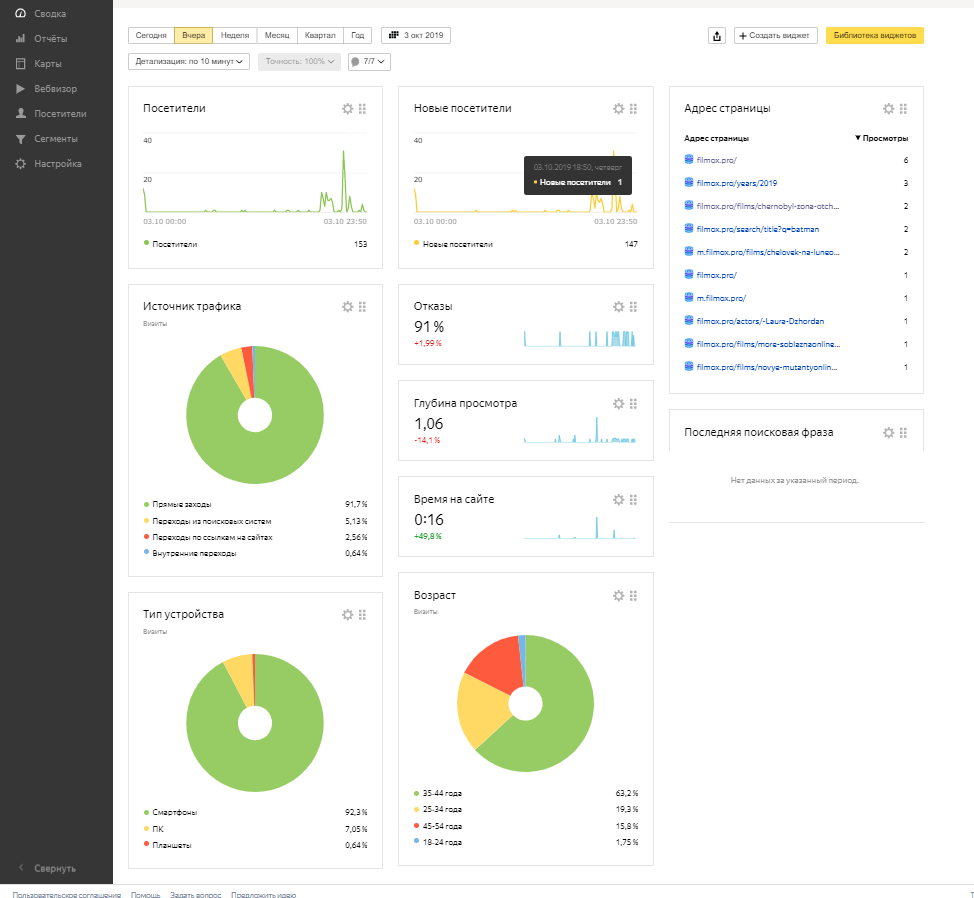 Сводка
Отчёты
Карты
Вебвизор
Посетители
Сегменты
Настройка
Свернуть
Сегодня Вчера Неделя Месяц Квартал Год 3 окт 2019
+ Создать виджет Библиотека виджетов
Детализация: по 10 минут Точность: 100% 7/7
Посетители
40
20
03.10 00:00 03.10 23:50
Посетители 153
Источник трафика
Визиты
Прямые заходы 91,7%
Переходы из поисковых систем 5,13%
Переходы по ссылкам на сайтах 2,56%
Внутренние переходы 0,64%
Тип устройства
Визиты
Смартфоны 92,3%
ПК 7,05%
Планшеты 0,64%
Новые посетители
40
20
03.10.2019 18:50, четверг
Новые посетители 1
03.10 00:00 03.10 23:50
Новые посетители 147
Отказы
91%
+1,99%
Глубина просмотра
1,06
-14,1%
Время на сайте
0:16
+49,8%
Возраст
Визиты
35-44 года 63,2%
25-34 года 19,3%
45-54 года 15,8%
18-24 года 1,75%
Адрес страницы
Адрес страницы ▼ Просмотры
filmox.pro/ 6
filmox.pro/years/2019 3
filmox.pro/films/chernobyl-zona-otch... 2
filmox.pro/search/title?q=batman 2
m.filmox.pro/films/chelovek-na-luneo... 2
filmox.pro/ 1
m.filmox.pro/ 1
filmox.pro/actors/-Laura-Dzhordan 1
filmox.pro/films/more-soblaznaonline... 1
filmox.pro/films/novye-mutantyonlin... 1
Последняя поисковая фраза
Нет данных за указанный период.
Пользовательское соглашение Помощь Задать вопрос Предложить идею